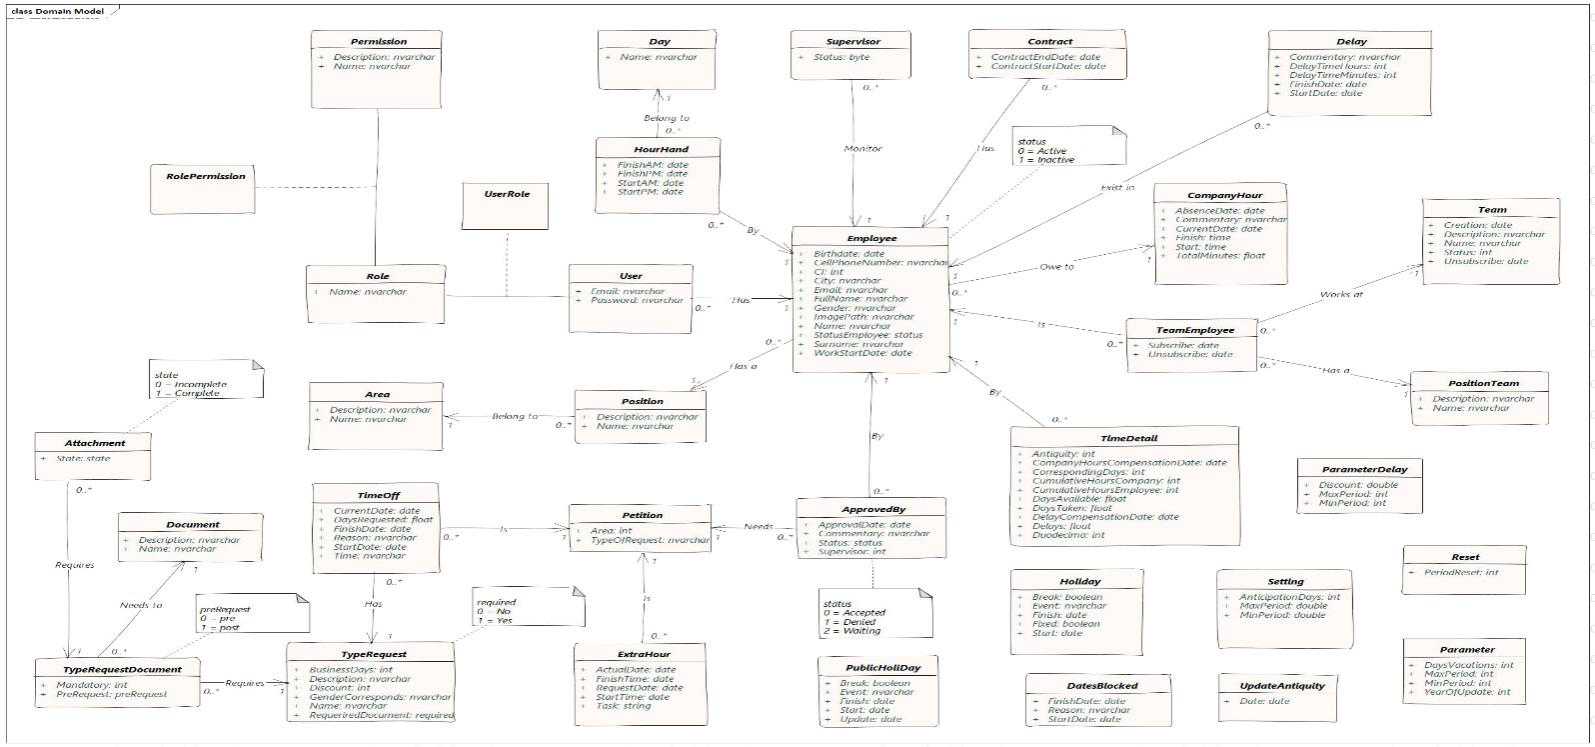 class Domain Model
Permission
+ Description: nvarchar
+ Name: nvarchar
Day
+ Name: nvarchar
Supervisor
+ Status: byte
Contract
+ ContractEndDate: date
+ ContractStartDate: date
Delay
+ Commentary: nvarchar
+ DelayTimeHours: int
+ DelayTimeMinutes: int
+ FinishDate: date
+ StartDate: date
1
Belong to
0..*
0..*
0..*
0..*
HourHand
+ FinishAM: date
+ FinishPM: date
+ StartAM: date
+ StartPM: date
Monitor
Has
status
0 = Active
1 = Inactive
Exist in
RolePermission
UserRole
CompanyHour
+ AbsenceDate: date
+ Commentary: nvarchar
+ CurrentDate: date
+ Finish: time
+ Start: time
+ TotalMinutes: float
Team
+ Creation: date
+ Description: nvarchar
+ Name: nvarchar
+ Status: int
+ Unsubscribe: date
0..*
By
1
1
1
Employee
+ Birthdate: date
+ CellPhoneNumber: nvarchar
+ CI: int
+ City: nvarchar
+ Email: nvarchar
+ FullName: nvarchar
+ Gender: nvarchar
+ ImagePath: nvarchar
+ Name: nvarchar
+ StatusEmployee: status
+ Surname: nvarchar
+ WorkStartDate: date
1
0..*
Owe to
1
1
Works at
Role
+ Name: nvarchar
User
+ Email: nvarchar
+ Password: nvarchar
0..*
Has
1
1
Is
0..*
TeamEmployee
+ Subscribe: date
+ Unsubscribe: date
0..*
0..*
Has a
1
PositionTeam
+ Description: nvarchar
+ Name: nvarchar
0..*
Has a
1
state
0 = Incomplete
1 = Complete
Area
+ Description: nvarchar
+ Name: nvarchar
1
Belong to
0..*
Position
+ Description: nvarchar
+ Name: nvarchar
1
By
0..*
1
By
0..*
Attachment
+ State: state
0..*
Requires
1
TimeDetail
+ Antiquity: int
+ CompanyHoursCompensationDate: date
+ CorrespondingDays: int
+ CumulativeHoursCompany: int
+ CumulativeHoursEmployee: int
+ DaysAvailable: float
+ DaysTaken: float
+ DelayCompensationDate: date
+ Delays: float
+ Duodecima: int
ParameterDelay
+ Discount: double
+ MaxPeriod: int
+ MinPeriod: int
Document
+ Description: nvarchar
+ Name: nvarchar
1
Needs to
0..*
TimeOff
+ CurrentDate: date
+ DaysRequested: float
+ FinishDate: date
+ Reason: nvarchar
+ StartDate: date
+ Time: nvarchar
0..*
Is
1
Petition
+ Area: int
+ TypeOfRequest: nvarchar
1
Needs
0..*
ApprovedBy
+ ApprovalDate: date
+ Commentary: nvarchar
+ Status: status
+ Supervisor: int
0..*
Has
1
1
Is
0..*
preRequest
0 = pre
1 = post
required
0 = No
1 = Yes
status
0 = Accepted
1 = Denied
2 = Waiting
Holiday
+ Break: boolean
+ Event: nvarchar
+ Finish: date
+ Fixed: boolean
+ Start: date
Setting
+ AnticipationDays: int
+ MaxPeriod: double
+ MinPeriod: double
Reset
+ PeriodReset: int
TypeRequestDocument
+ Mandatory: int
+ PreRequest: preRequest
0..*
Requires
1
TypeRequest
+ BusinessDays: int
+ Description: nvarchar
+ Discount: int
+ GenderCorresponds: nvarchar
+ Name: nvarchar
+ RequeriredDocument: required
ExtraHour
+ ActualDate: date
+ FinishTime: date
+ RequestDate: date
+ StartTime: date
+ Task: string
PublicHoliDay
+ Break: boolean
+ Event: nvarchar
+ Finish: date
+ Start: date
+ Update: date
DatesBlocked
+ FinishDate: date
+ Reason: nvarchar
+ StartDate: date
UpdateAntiquity
+ Date: date
Parameter
+ DaysVacations: int
+ MaxPeriod: int
+ MinPeriod: int
+ YearOfUpdate: int